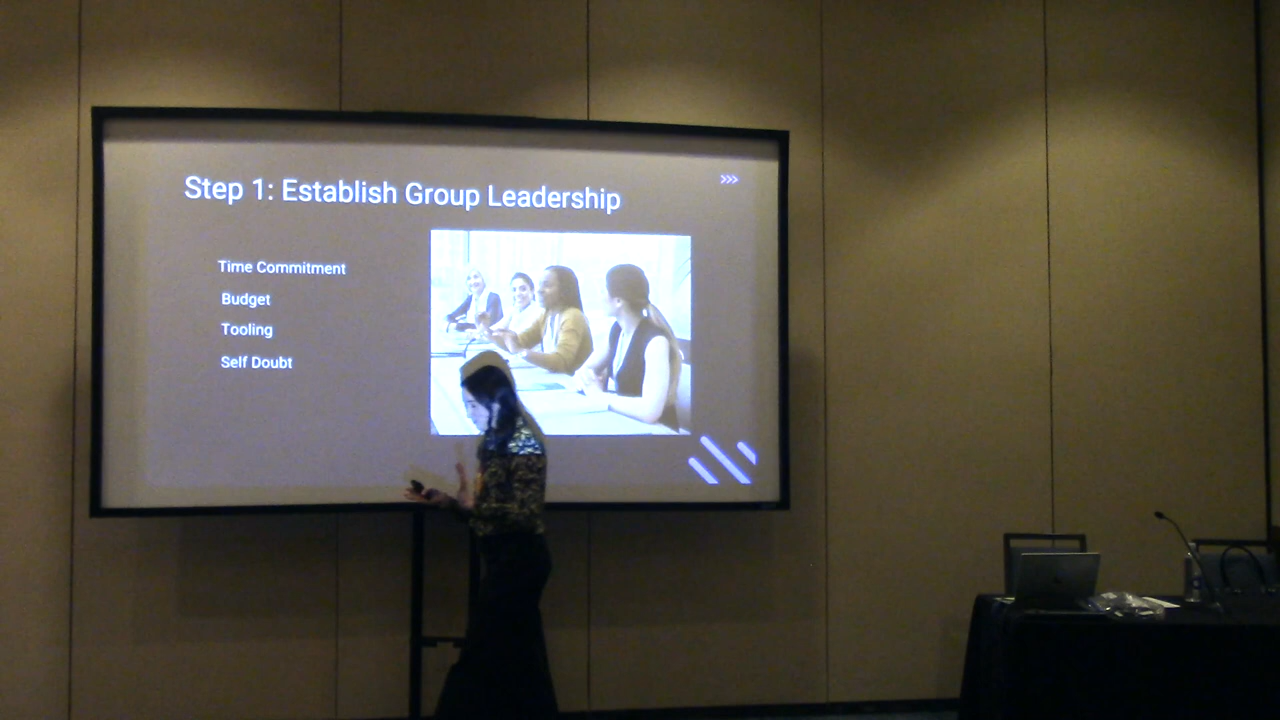 Step 1: Establish Group Leadership
Time Commitment
Budget
Tooling
Self Doubt